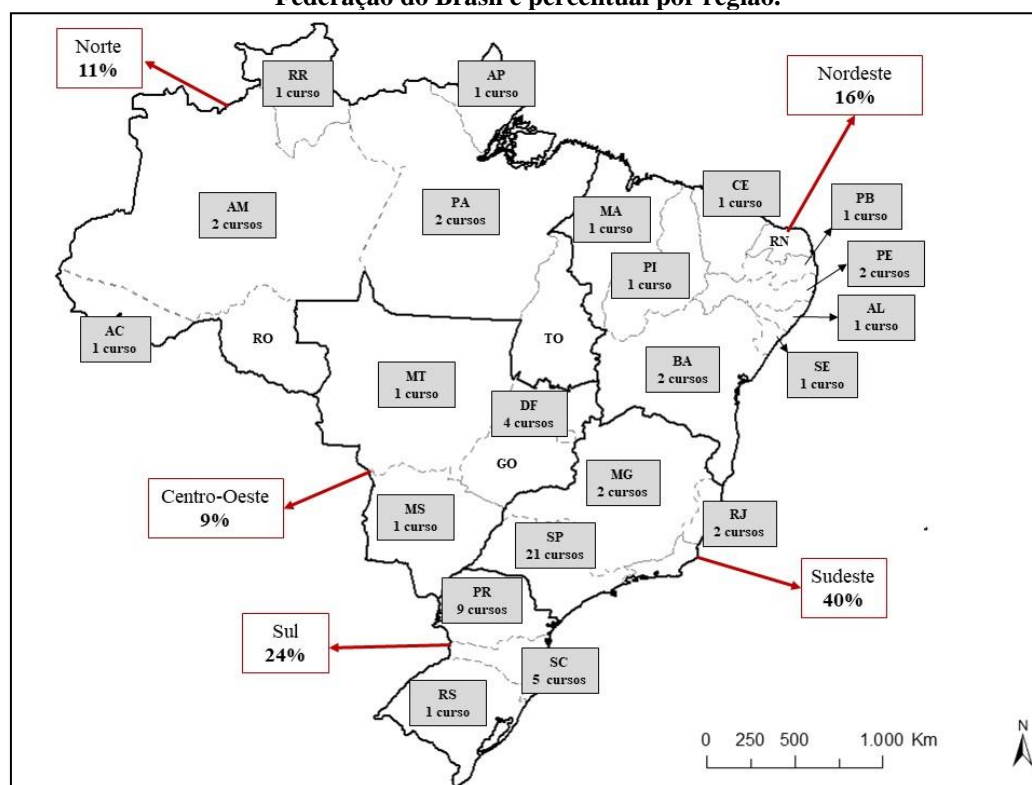 Federação do Brasil e percentual por região.
Norte
11%
RR
1 curso
AP
1 curso
Nordeste
16%
AM
2 cursos
PA
2 cursos
MA
1 curso
CE
1 curso
PB
1 curso
RN
PI
1 curso
PE
2 cursos
AL
1 curso
AC
1 curso
RO
TO
SE
1 curso
MT
1 curso
BA
2 cursos
DF
4 cursos
GO
MG
2 cursos
Centro-Oeste
9%
MS
1 curso
RJ
2 cursos
SP
21 cursos
PR
9 cursos
Sudeste
40%
Sul
24%
SC
5 cursos
RS
1 curso
0 250 500 1.000 Km
N